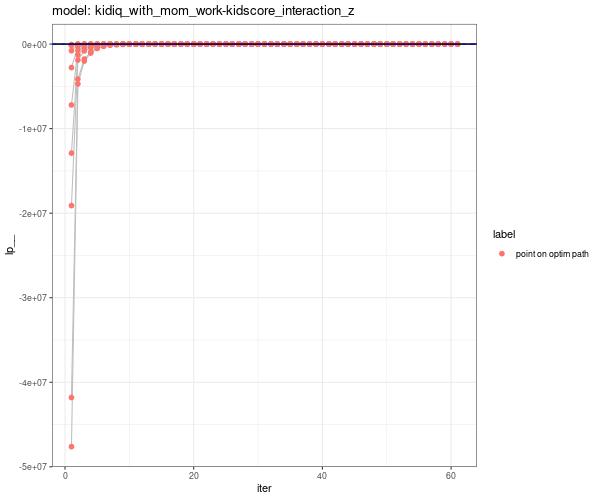 model: kidiq_with_mom_work-kidscore_interaction_z
0e+00
-1e+07
-2e+07
-3e+07
-4e+07
-5e+07
lp__
0
20
40
60
iter
label
point on optim path